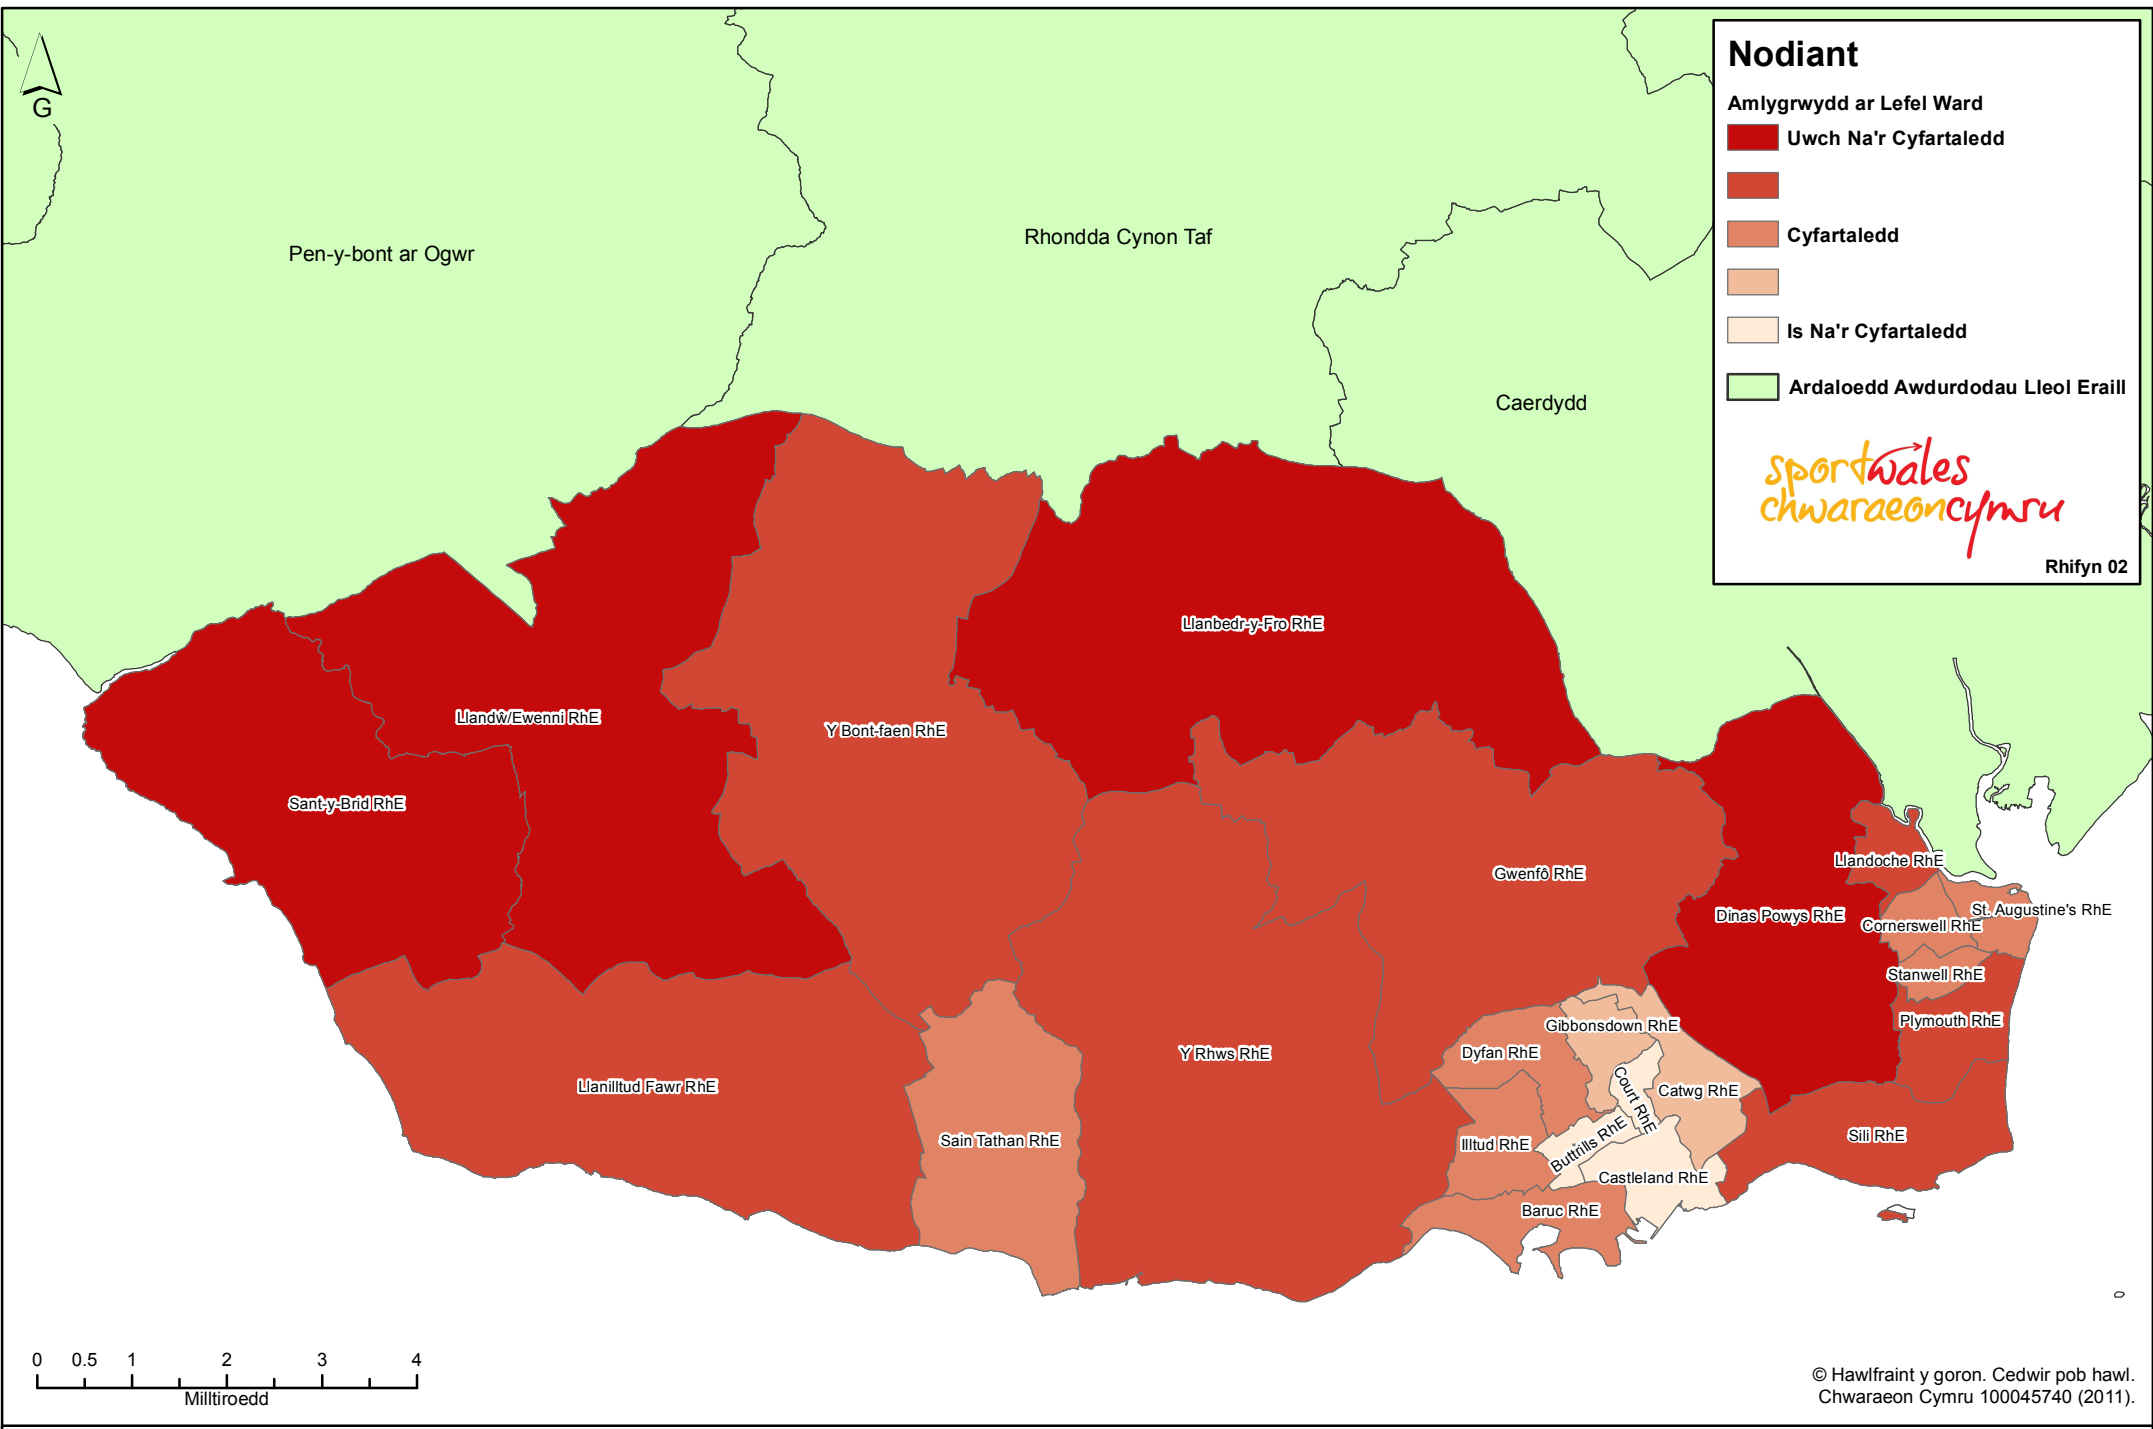 G
Pen-y-bont ar Ogwr
Rhondda Cynon Taf
Caerdydd
Nodiant
Amlygrwydd ar Lefel Ward
Uwch Na'r Cyfartaledd
Cyfartaledd
Is Na'r Cyfartaledd
Ardaloedd Awdurdodau Lleol Eraill
sportwales
chwaraeoncymru
Rhifyn 02
Llanbedr-y-Fro RhE
Llandŵ/Ewenni RhE
Y Bont-faen RhE
Sant-y-Brid RhE
Gwenfô RhE
Llandoche RhE
Dinas Powys RhE
St. Augustine's RhE
Cornerswell RhE
Stanwell RhE
Plymouth RhE
Gibbonsdown RhE
Dyfan RhE
Y Rhws RhE
Llanilltud Fawr RhE
Court RhE
Catwg RhE
Sain Tathan RhE
Illtud RhE
Buttrills RhE
Sili RhE
Castleland RhE
Baruc RhE
0 0.5 1 2 3 4
Milltiroedd
© Hawlfraint y goron. Cedwir pob hawl.
Chwaraeon Cymru 100045740 (2011).